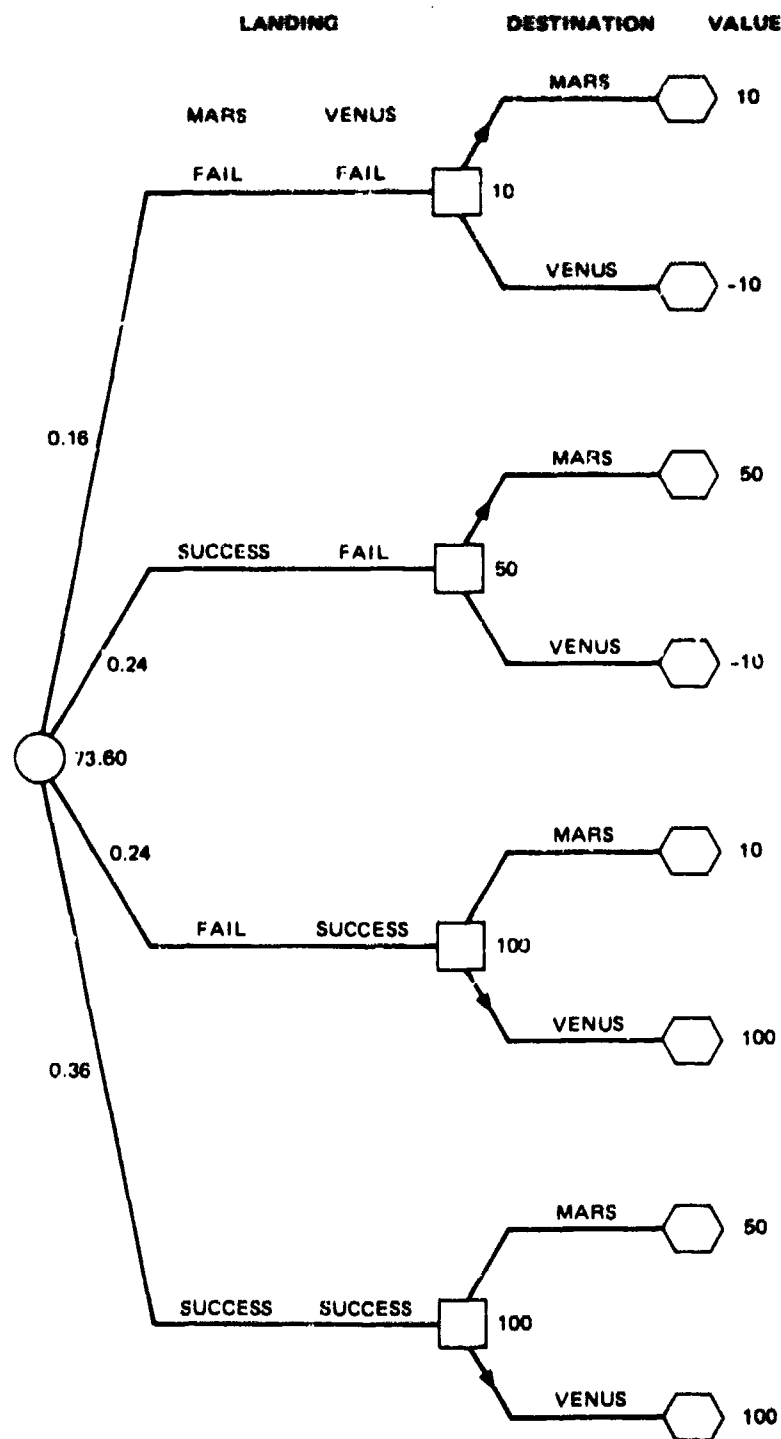 LANDING DESTINATION VALUE
MARS 10
MARS VENUS
FAIL FAIL 10
VENUS -10
0.16
MARS 50
SUCCESS FAIL 50
0.24
VENUS -10
73.60
0.24
MARS 10
FAIL SUCCESS 100
VENUS 100
0.36
MARS 50
SUCCESS SUCCESS 100
VENUS 100